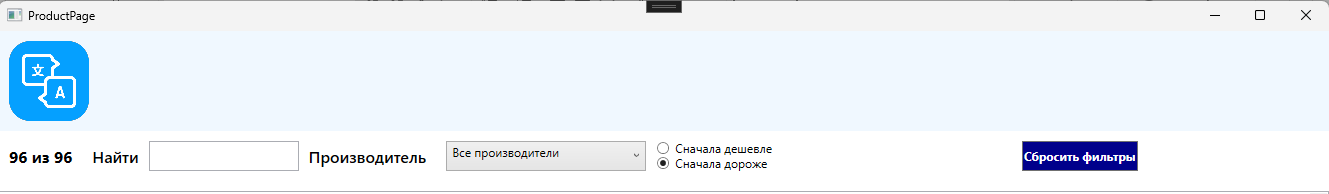 ProductPage
文
A
96 из 96 Найти Производитель Все производители
Сначала дешевле
Сначала дороже
Сбросить фильтры